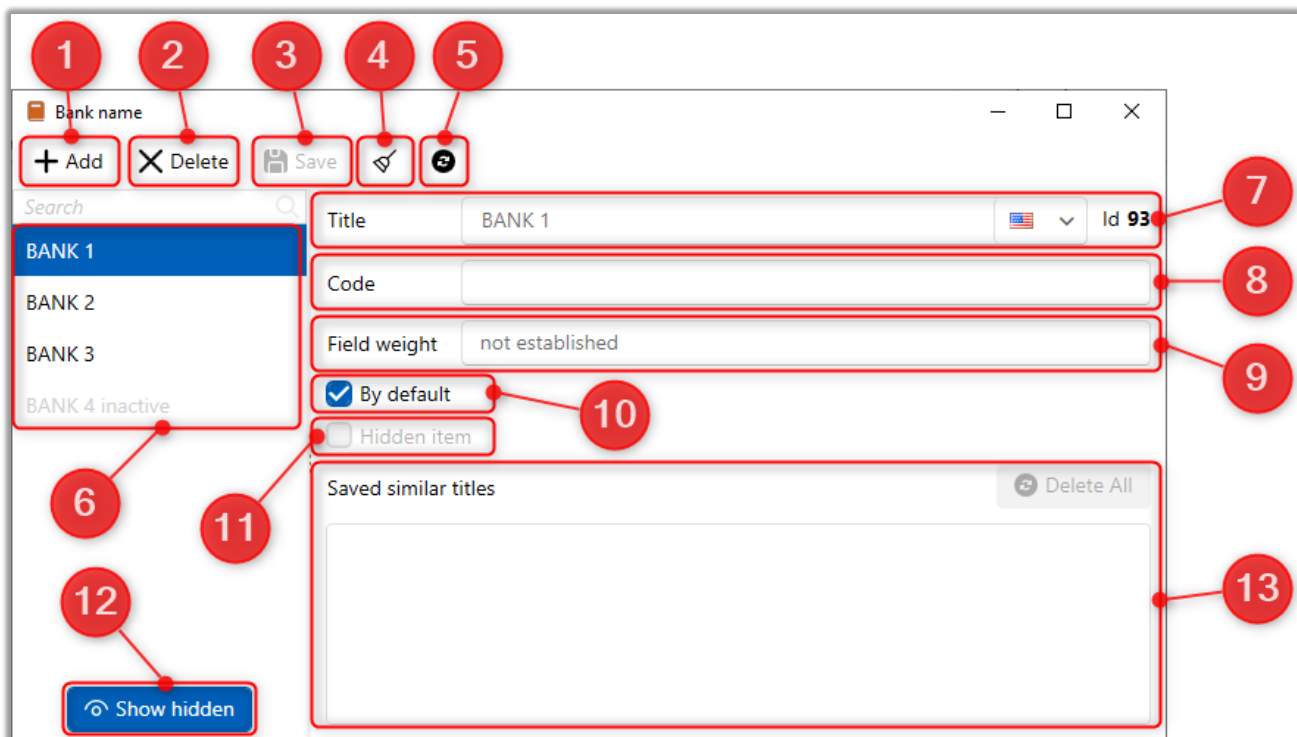 1 2 3 4 5
Bank name
Add Delete Save
Search
Title BANK 1 Id 93
7
BANK 1
Code
8
BANK 2
Field weight not established
BANK 3
9
By default
10
BANK 4 inactive
Hidden item
6
Saved similar titles Delete All
11
13
12
Show hidden